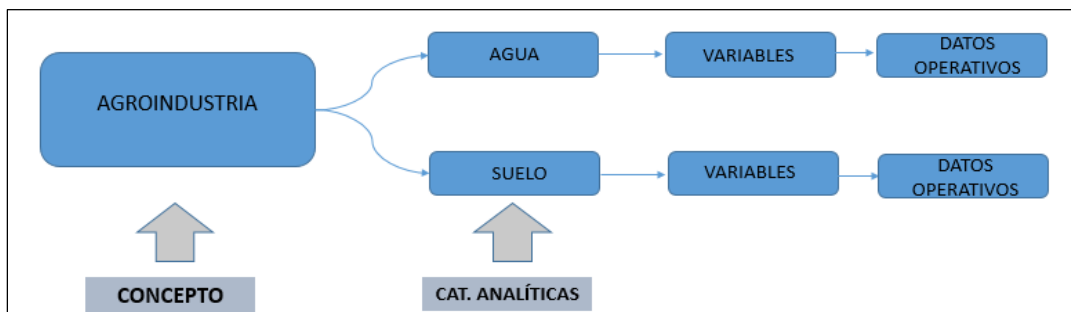 AGROINDUSTRIA
AGUA
VARIABLES
DATOS
OPERATIVOS
SUELO
VARIABLES
DATOS
OPERATIVOS
CONCEPTO
CAT. ANALÍTICAS